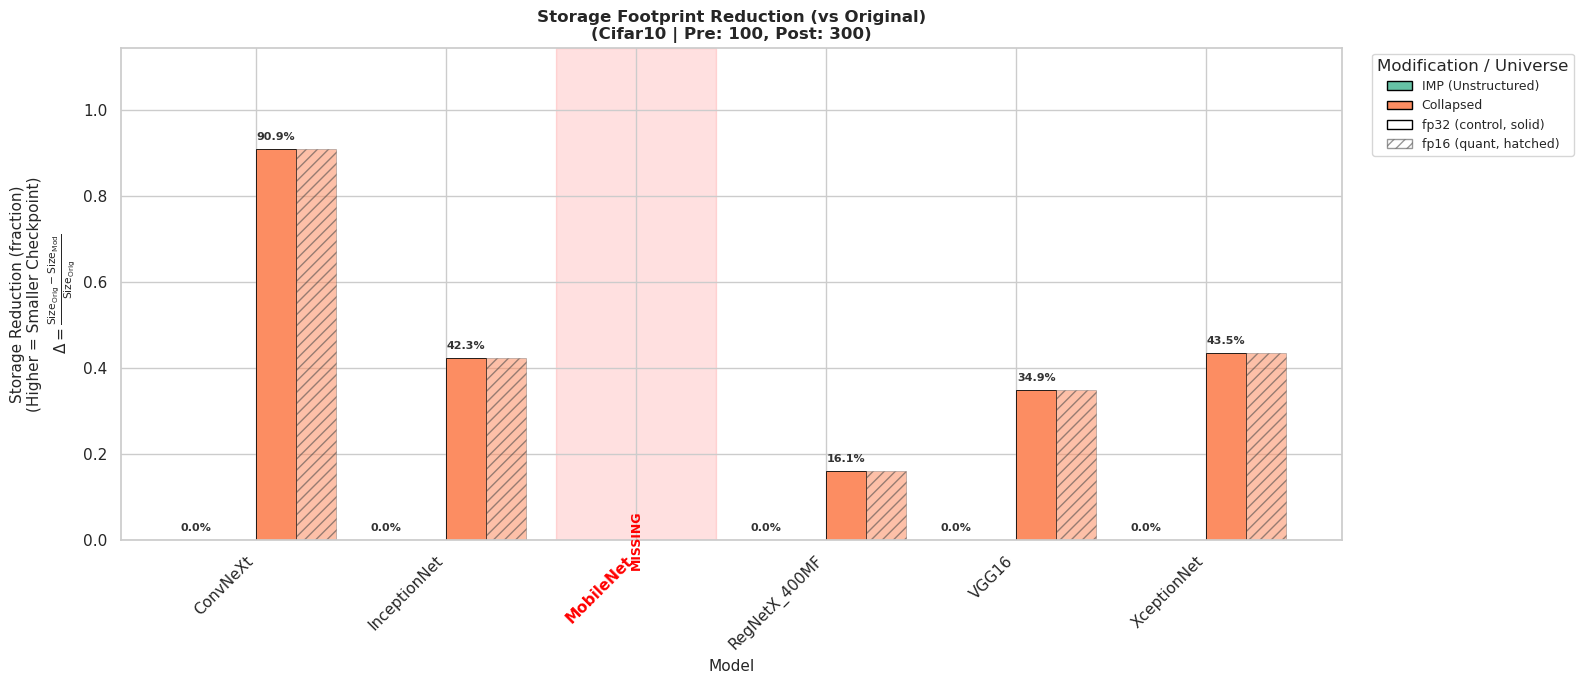 Storage Footprint Reduction (vs Original)
(Cifar10 | Pre: 100, Post: 300)
Storage Reduction (fraction)
(Higher = Smaller Checkpoint)
Δ = (Size_Orig − Size_Mod) / Size_Orig
1.0
0.8
0.6
0.4
0.2
0.0
0.0%
90.9%
0.0%
42.3%
MISSING
0.0%
16.1%
0.0%
34.9%
0.0%
43.5%
ConvNeXt
InceptionNet
MobileNet
RegNetX_400MF
VGG16
XceptionNet
Model
Modification / Universe
IMP (Unstructured)
Collapsed
fp32 (control, solid)
fp16 (quant, hatched)